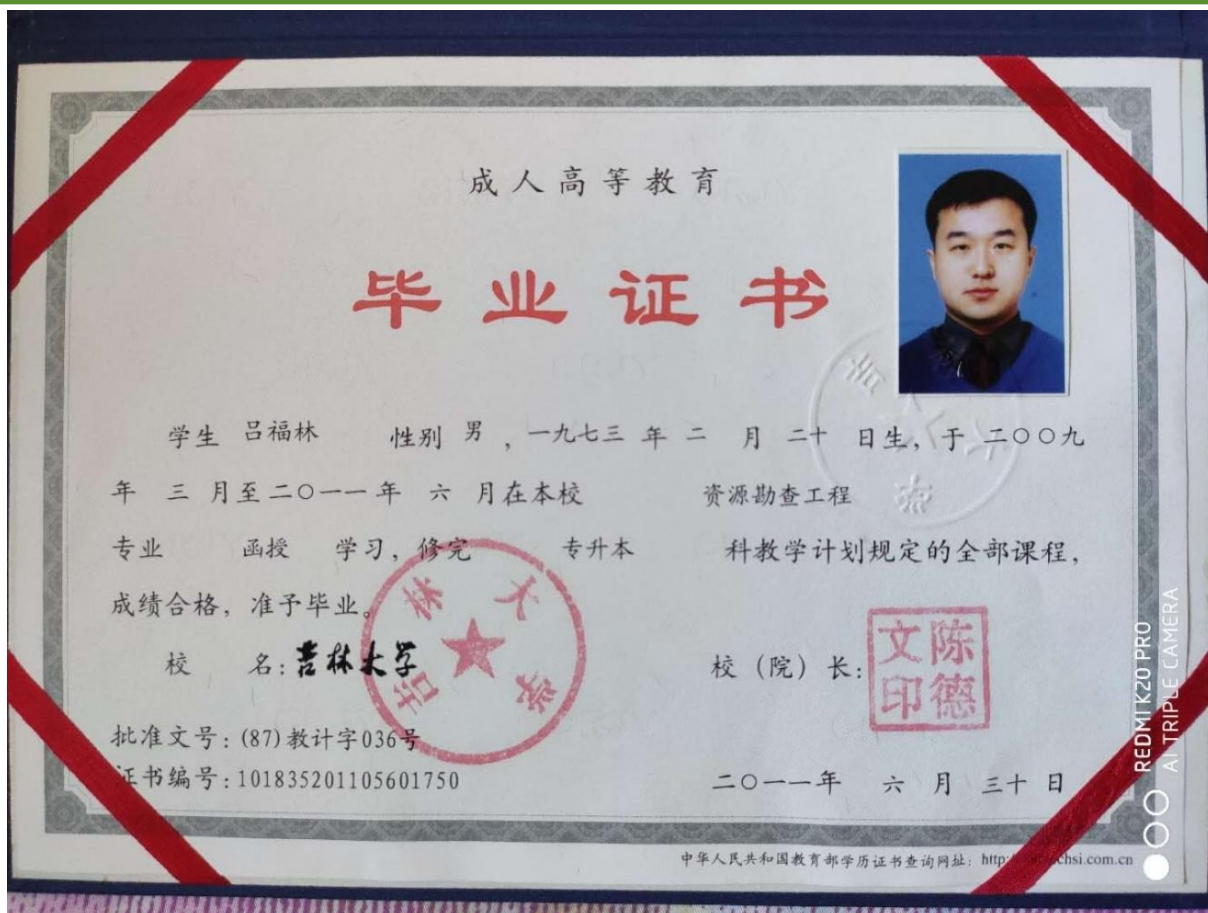 成人高等教育
毕业证书
学生 吕福林 性别 男 , 一九七三 年 二 月 二十 日生, 于 二〇〇九
年 三 月至二〇一一年 六 月在本校 资源勘查工程
专业 函授 学习, 修完 专升本 科教学计划规定的全部课程,
成绩合格, 准予毕业。
校 名: 吉林大学
校 (院) 长:
陈德文印
吉林大学
吉林大学
批准文号: (87)教计字036号
证书编号: 101835201105601750
二〇一一年 六 月 三十 日
中华人民共和国教育部学历证书查询网址: http: chsi.com.cn
REDMI K20 PRO
AI TRIPLE CAMERA